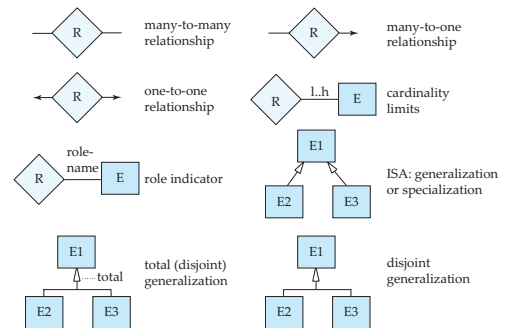 R
many-to-many
relationship
R
many-to-one
relationship
R
one-to-one
relationship
R
l..h
E
cardinality
limits
R
role-
name
E
role indicator
E1
E2
E3
ISA: generalization
or specialization
E1
total
E2
E3
total (disjoint)
generalization
E1
E2
E3
disjoint
generalization